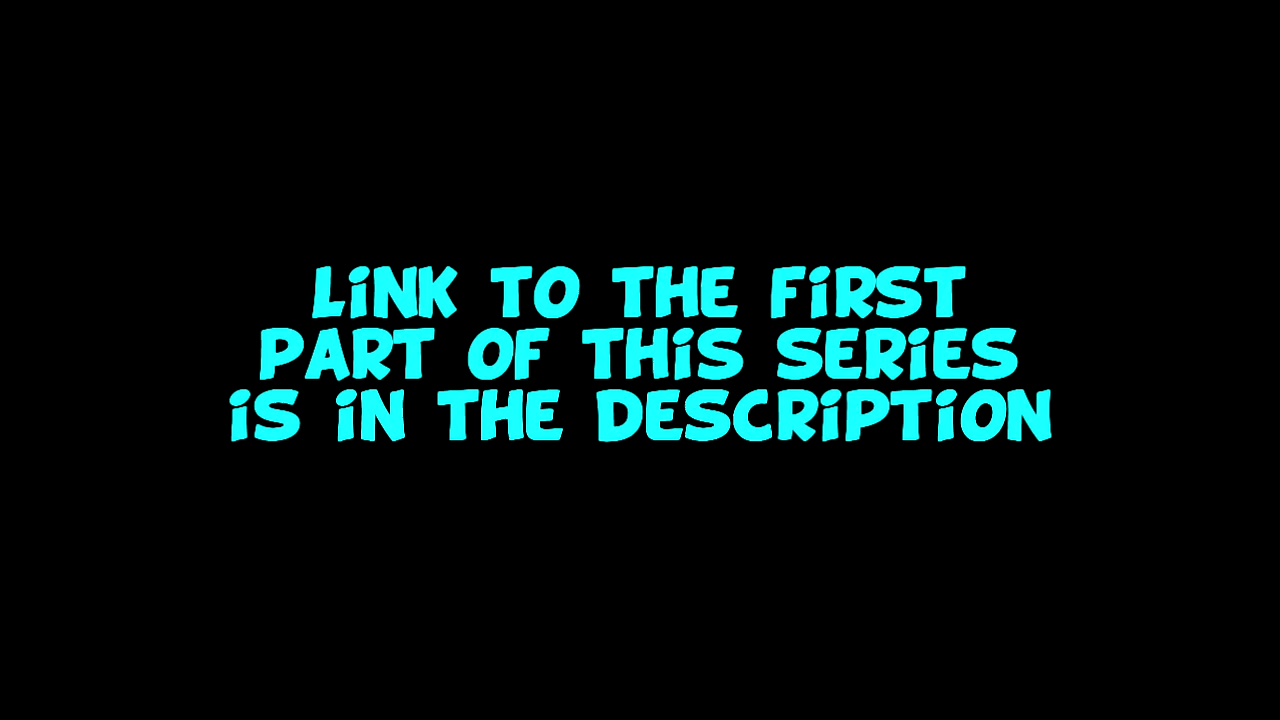 LiNK TO THE FiRST
PART OF THiS SERiES
iS iN THE DESCRiPTiON